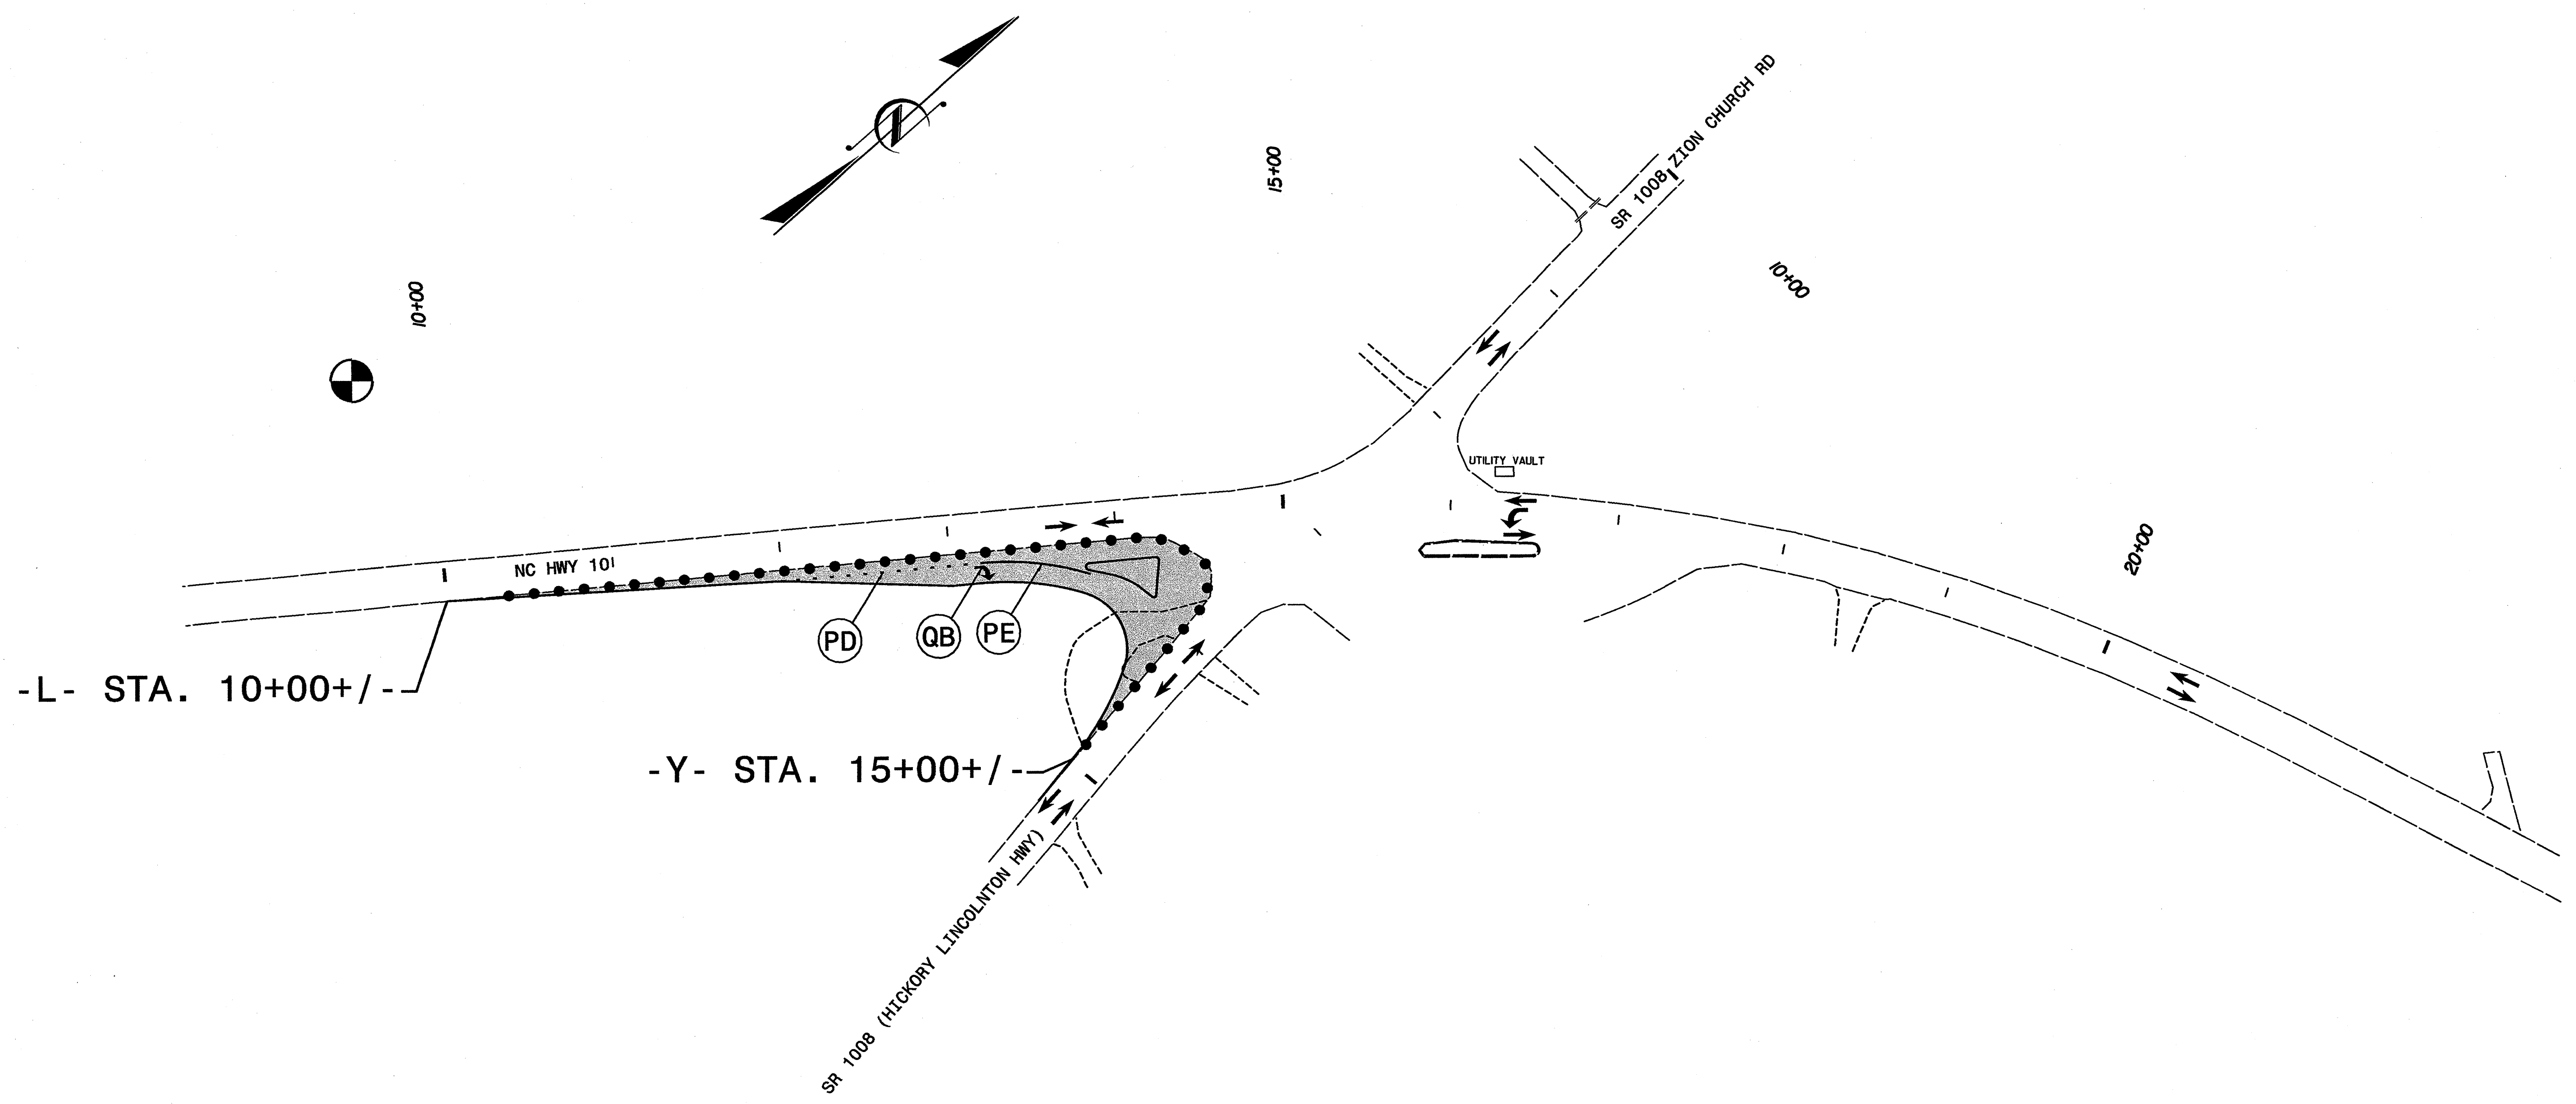 SR 1008 ZION CHURCH RD
15+00
10+00
10+00
UTILITY VAULT
20+00
NC HWY 10
PD
QB
PE
-L- STA. 10+00+/-
-Y- STA. 15+00+/-
SR 1008 (HICKORY LINCOLNTON HWY)